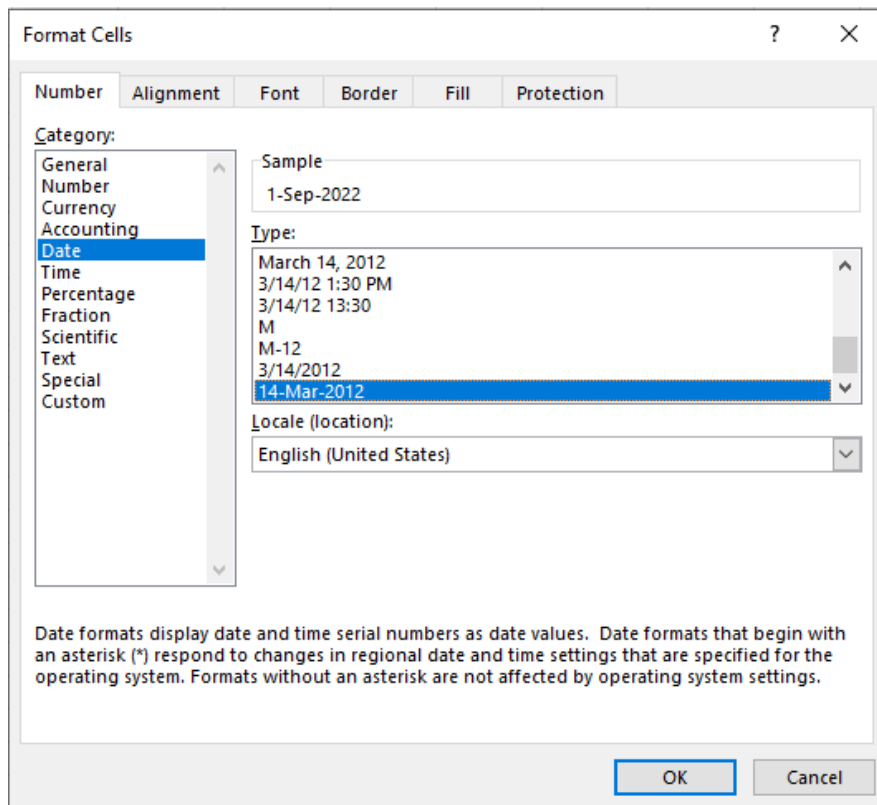 Format Cells
?
Number
Alignment
Font
Border
Fill
Protection
Category:
General
Number
Currency
Accounting
Date
Time
Percentage
Fraction
Scientific
Text
Special
Custom
Sample
1-Sep-2022
Type:
March 14, 2012
3/14/12 1:30 PM
3/14/12 13:30
M
M-12
3/14/2012
14-Mar-2012
Locale (location):
English (United States)
Date formats display date and time serial numbers as date values.  Date formats that begin with
an asterisk (*) respond to changes in regional date and time settings that are specified for the
operating system. Formats without an asterisk are not affected by operating system settings.
OK
Cancel